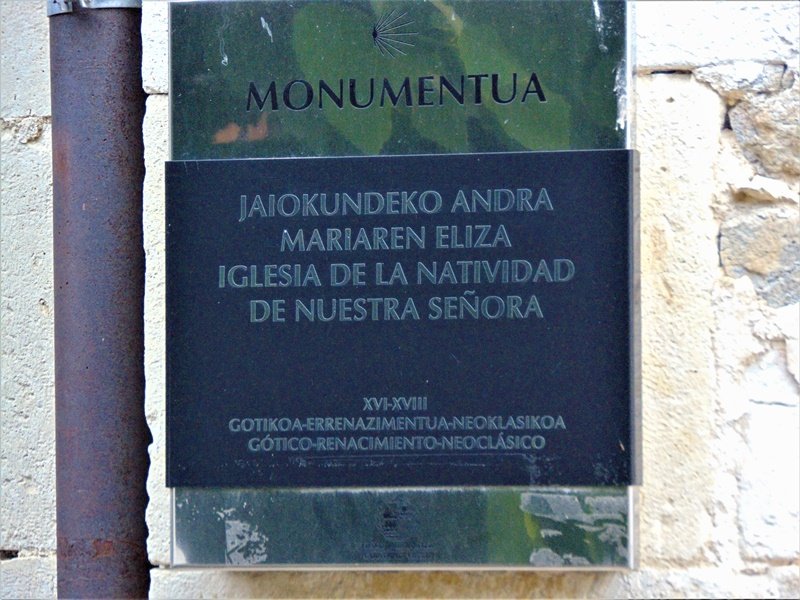 MONUMENTUA
JAIOKUNDEKO ANDRA
MARIAREN ELIZA
IGLESIA DE LA NATIVIDAD
DE NUESTRA SEÑORA
XVI-XVIII
GOTIKOA-ERRENAZIMENTUA-NEOKLASIKOA
GÓTICO-RENACIMIENTO-NEOCLÁSICO